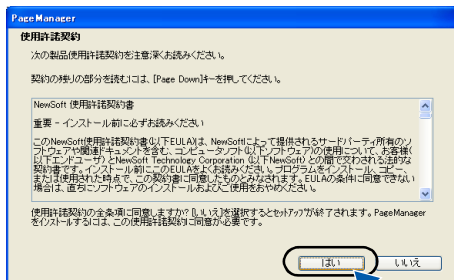 PageManager
使用許諾契約
次の製品使用許諾契約を注意深くお読みください。
契約の残りの部分を読むには、[Page Down]キーを押してください。
NewSoft 使用許諾契約書
重要 - インストール前に必ずお読みください
このNewSoft使用許諾契約書(以下EULA)は、NewSoftによって提供されるサードパーティー所有のソ
フトウェアや関連ドキュメントを含む、コンピュータソフト(以下ソフトウェア)の使用について、お客様(
以下エンドユーザ)とNewSoft Technology Corporation (以下NewSoft)との間で交わされる法的な
契約書です。インストール前にこのEULAをよくお読みください。プログラムをインストール、コピー、
または使用された時点で、この契約書に同意したものとみなされます。EULAの条件に同意できない
場合は、直ちにソフトウェアのインストールおよびご使用をおやめください。
使用許諾契約の全条項に同意しますか?[いいえ]を選択するとセットアップが終了されます。PageManager
をインストールするには、この使用許諾契約に同意が必要です。
はい
いいえ